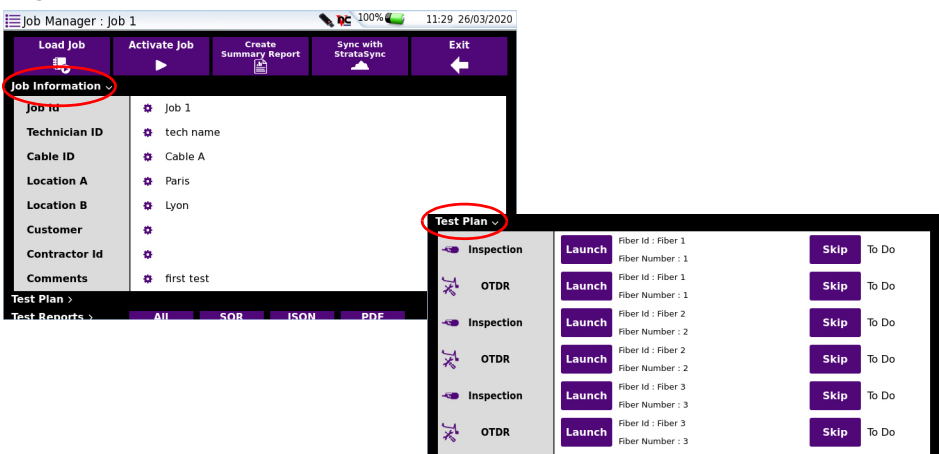 Job Manager : Job 1 100% 11:29 26/03/2020
Load Job Activate Job Create Summary Report Sync with StrataSync Exit
Job Information
Job Id Job 1
Technician ID tech name
Cable ID Cable A
Location A Paris
Location B Lyon
Customer
Contractor Id
Comments first test
Test Plan >
Test Reports > All SOR JSON PDF
Test Plan
Inspection Launch Fiber Id : Fiber 1 Skip To Do
Fiber Number : 1
OTDR Launch Fiber Id : Fiber 1 Skip To Do
Fiber Number : 1
Inspection Launch Fiber Id : Fiber 2 Skip To Do
Fiber Number : 2
OTDR Launch Fiber Id : Fiber 2 Skip To Do
Fiber Number : 2
Inspection Launch Fiber Id : Fiber 3 Skip To Do
Fiber Number : 3
OTDR Launch Fiber Id : Fiber 3 Skip To Do
Fiber Number : 3